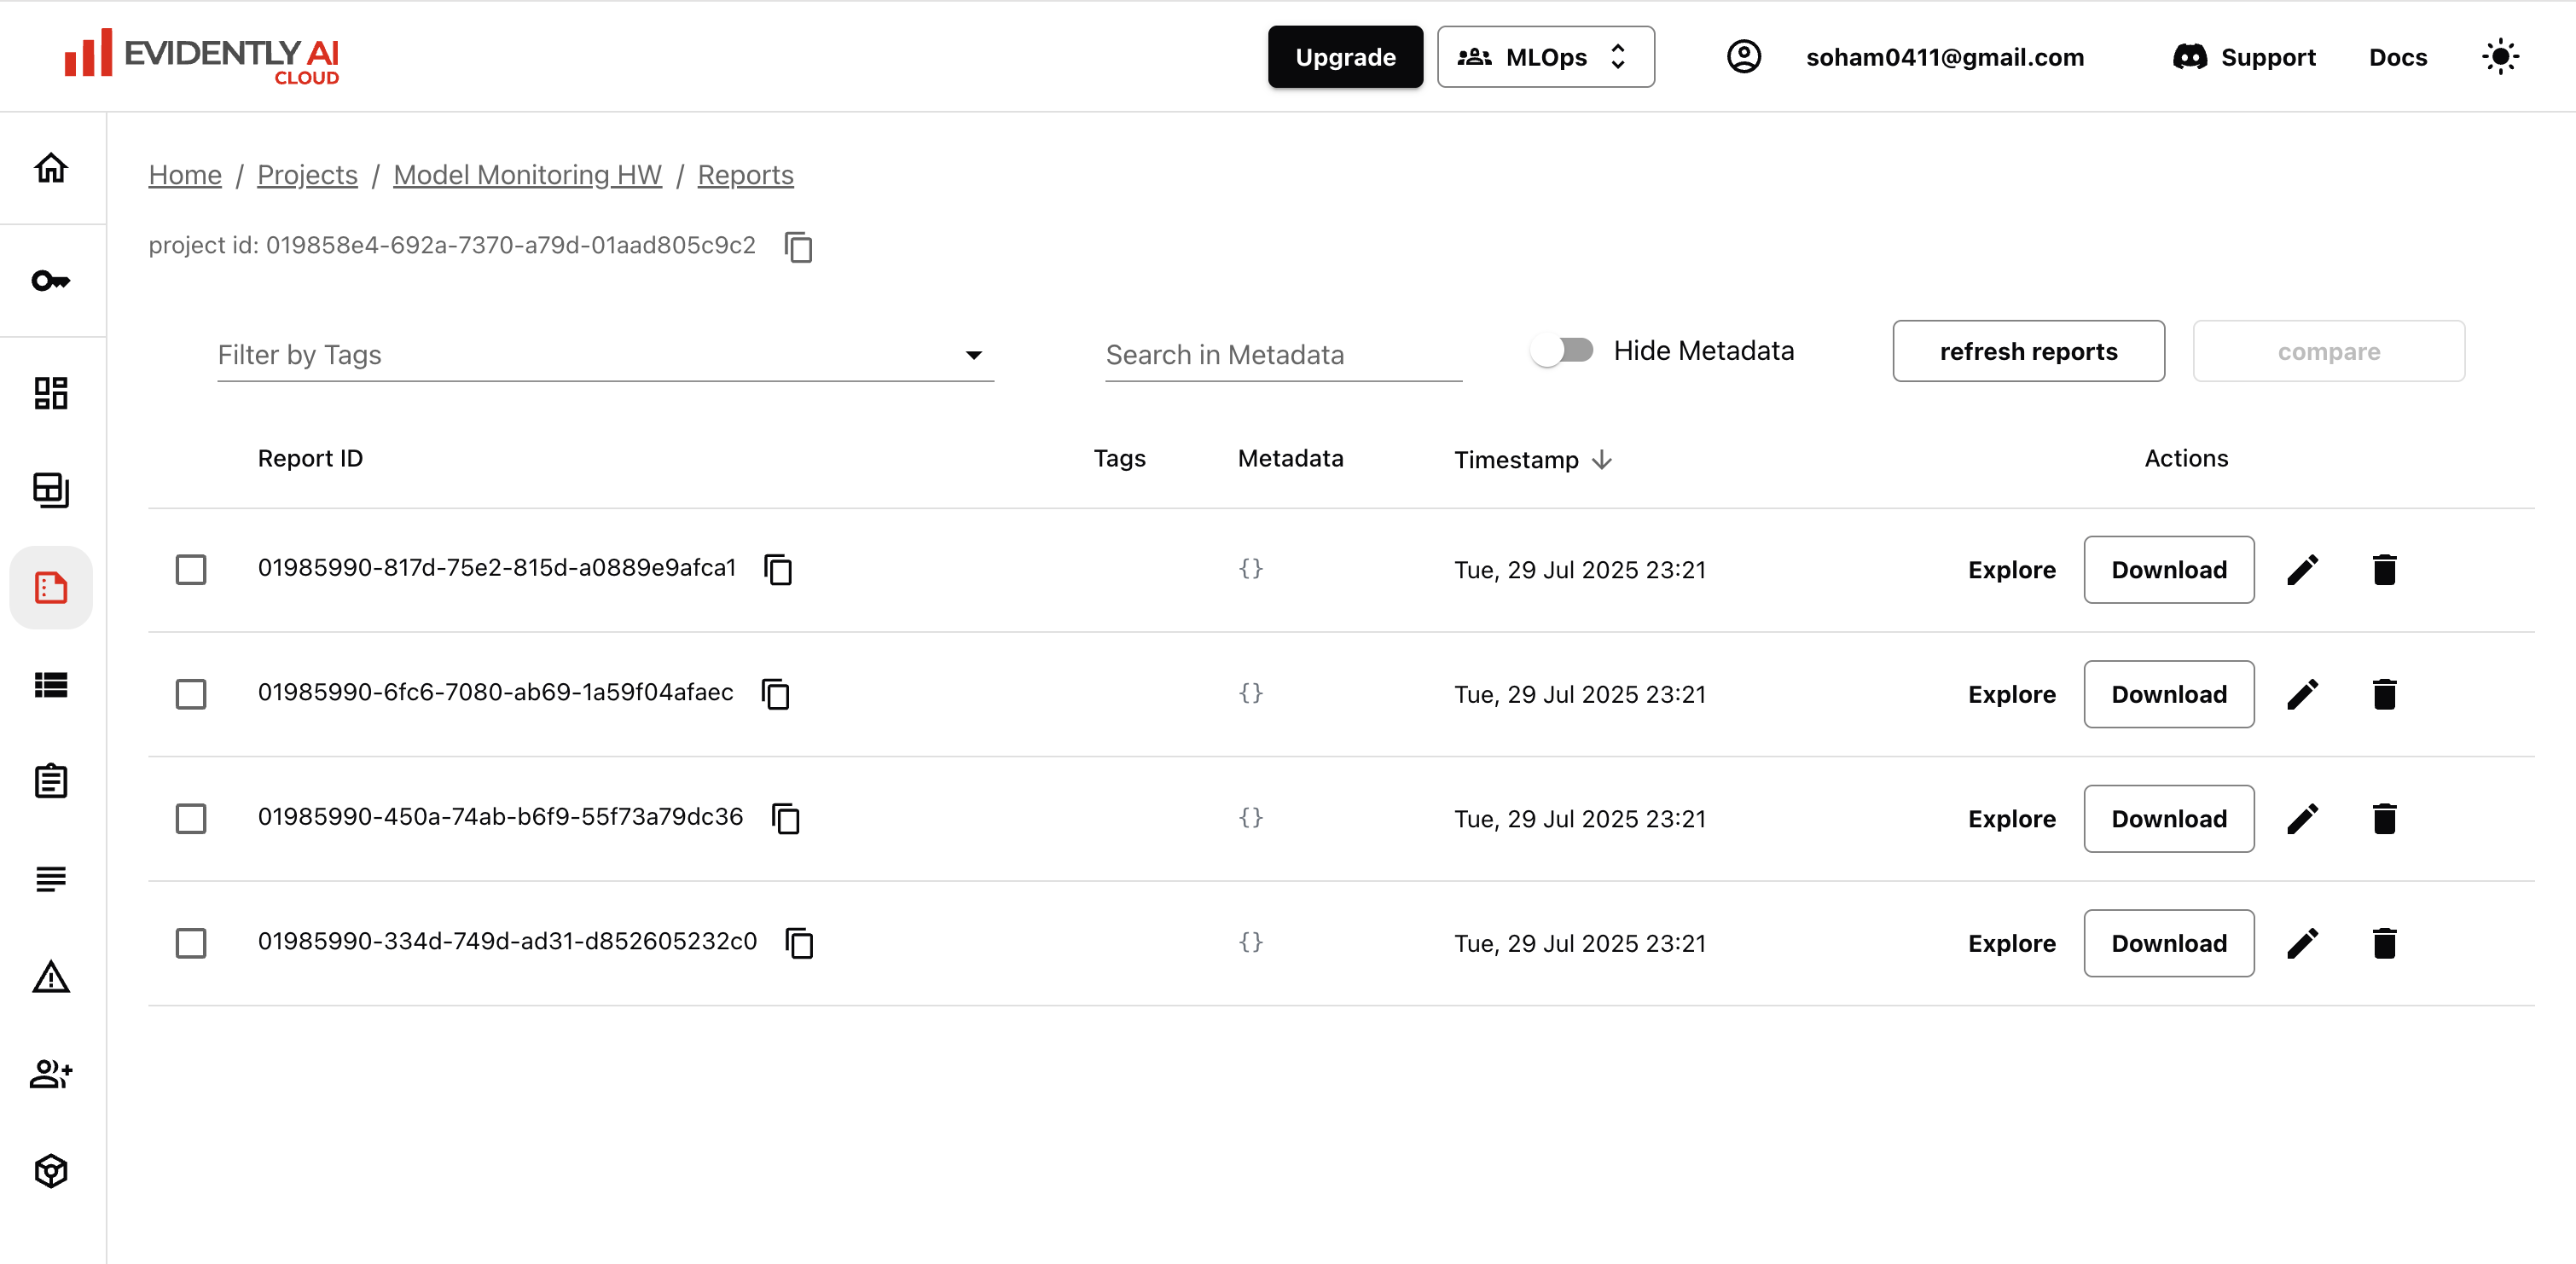 EVIDENTLY AI
CLOUD
Upgrade
MLOps
soham0411@gmail.com
Support
Docs
Home / Projects / Model Monitoring HW / Reports
project id: 019858e4-692a-7370-a79d-01aad805c9c2
Filter by Tags
Search in Metadata
Hide Metadata
refresh reports
compare
Report ID Tags Metadata Timestamp Actions
01985990-817d-75e2-815d-a0889e9afca1 {} Tue, 29 Jul 2025 23:21 Explore Download
01985990-6fc6-7080-ab69-1a59f04afaec {} Tue, 29 Jul 2025 23:21 Explore Download
01985990-450a-74ab-b6f9-55f73a79dc36 {} Tue, 29 Jul 2025 23:21 Explore Download
01985990-334d-749d-ad31-d852605232c0 {} Tue, 29 Jul 2025 23:21 Explore Download